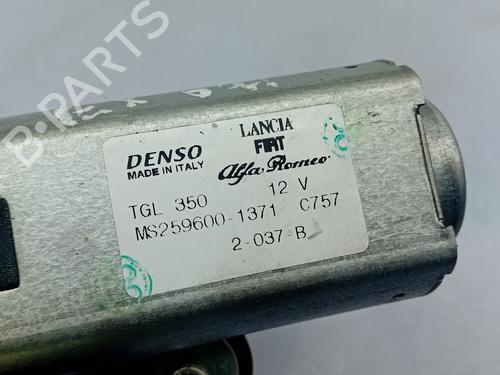 B-PARTS
DENSO
MADE IN ITALY
LANCIA
FIAT
Alfa Romeo
TGL 350 12 V
MS259600-1371 C757
2-037-B